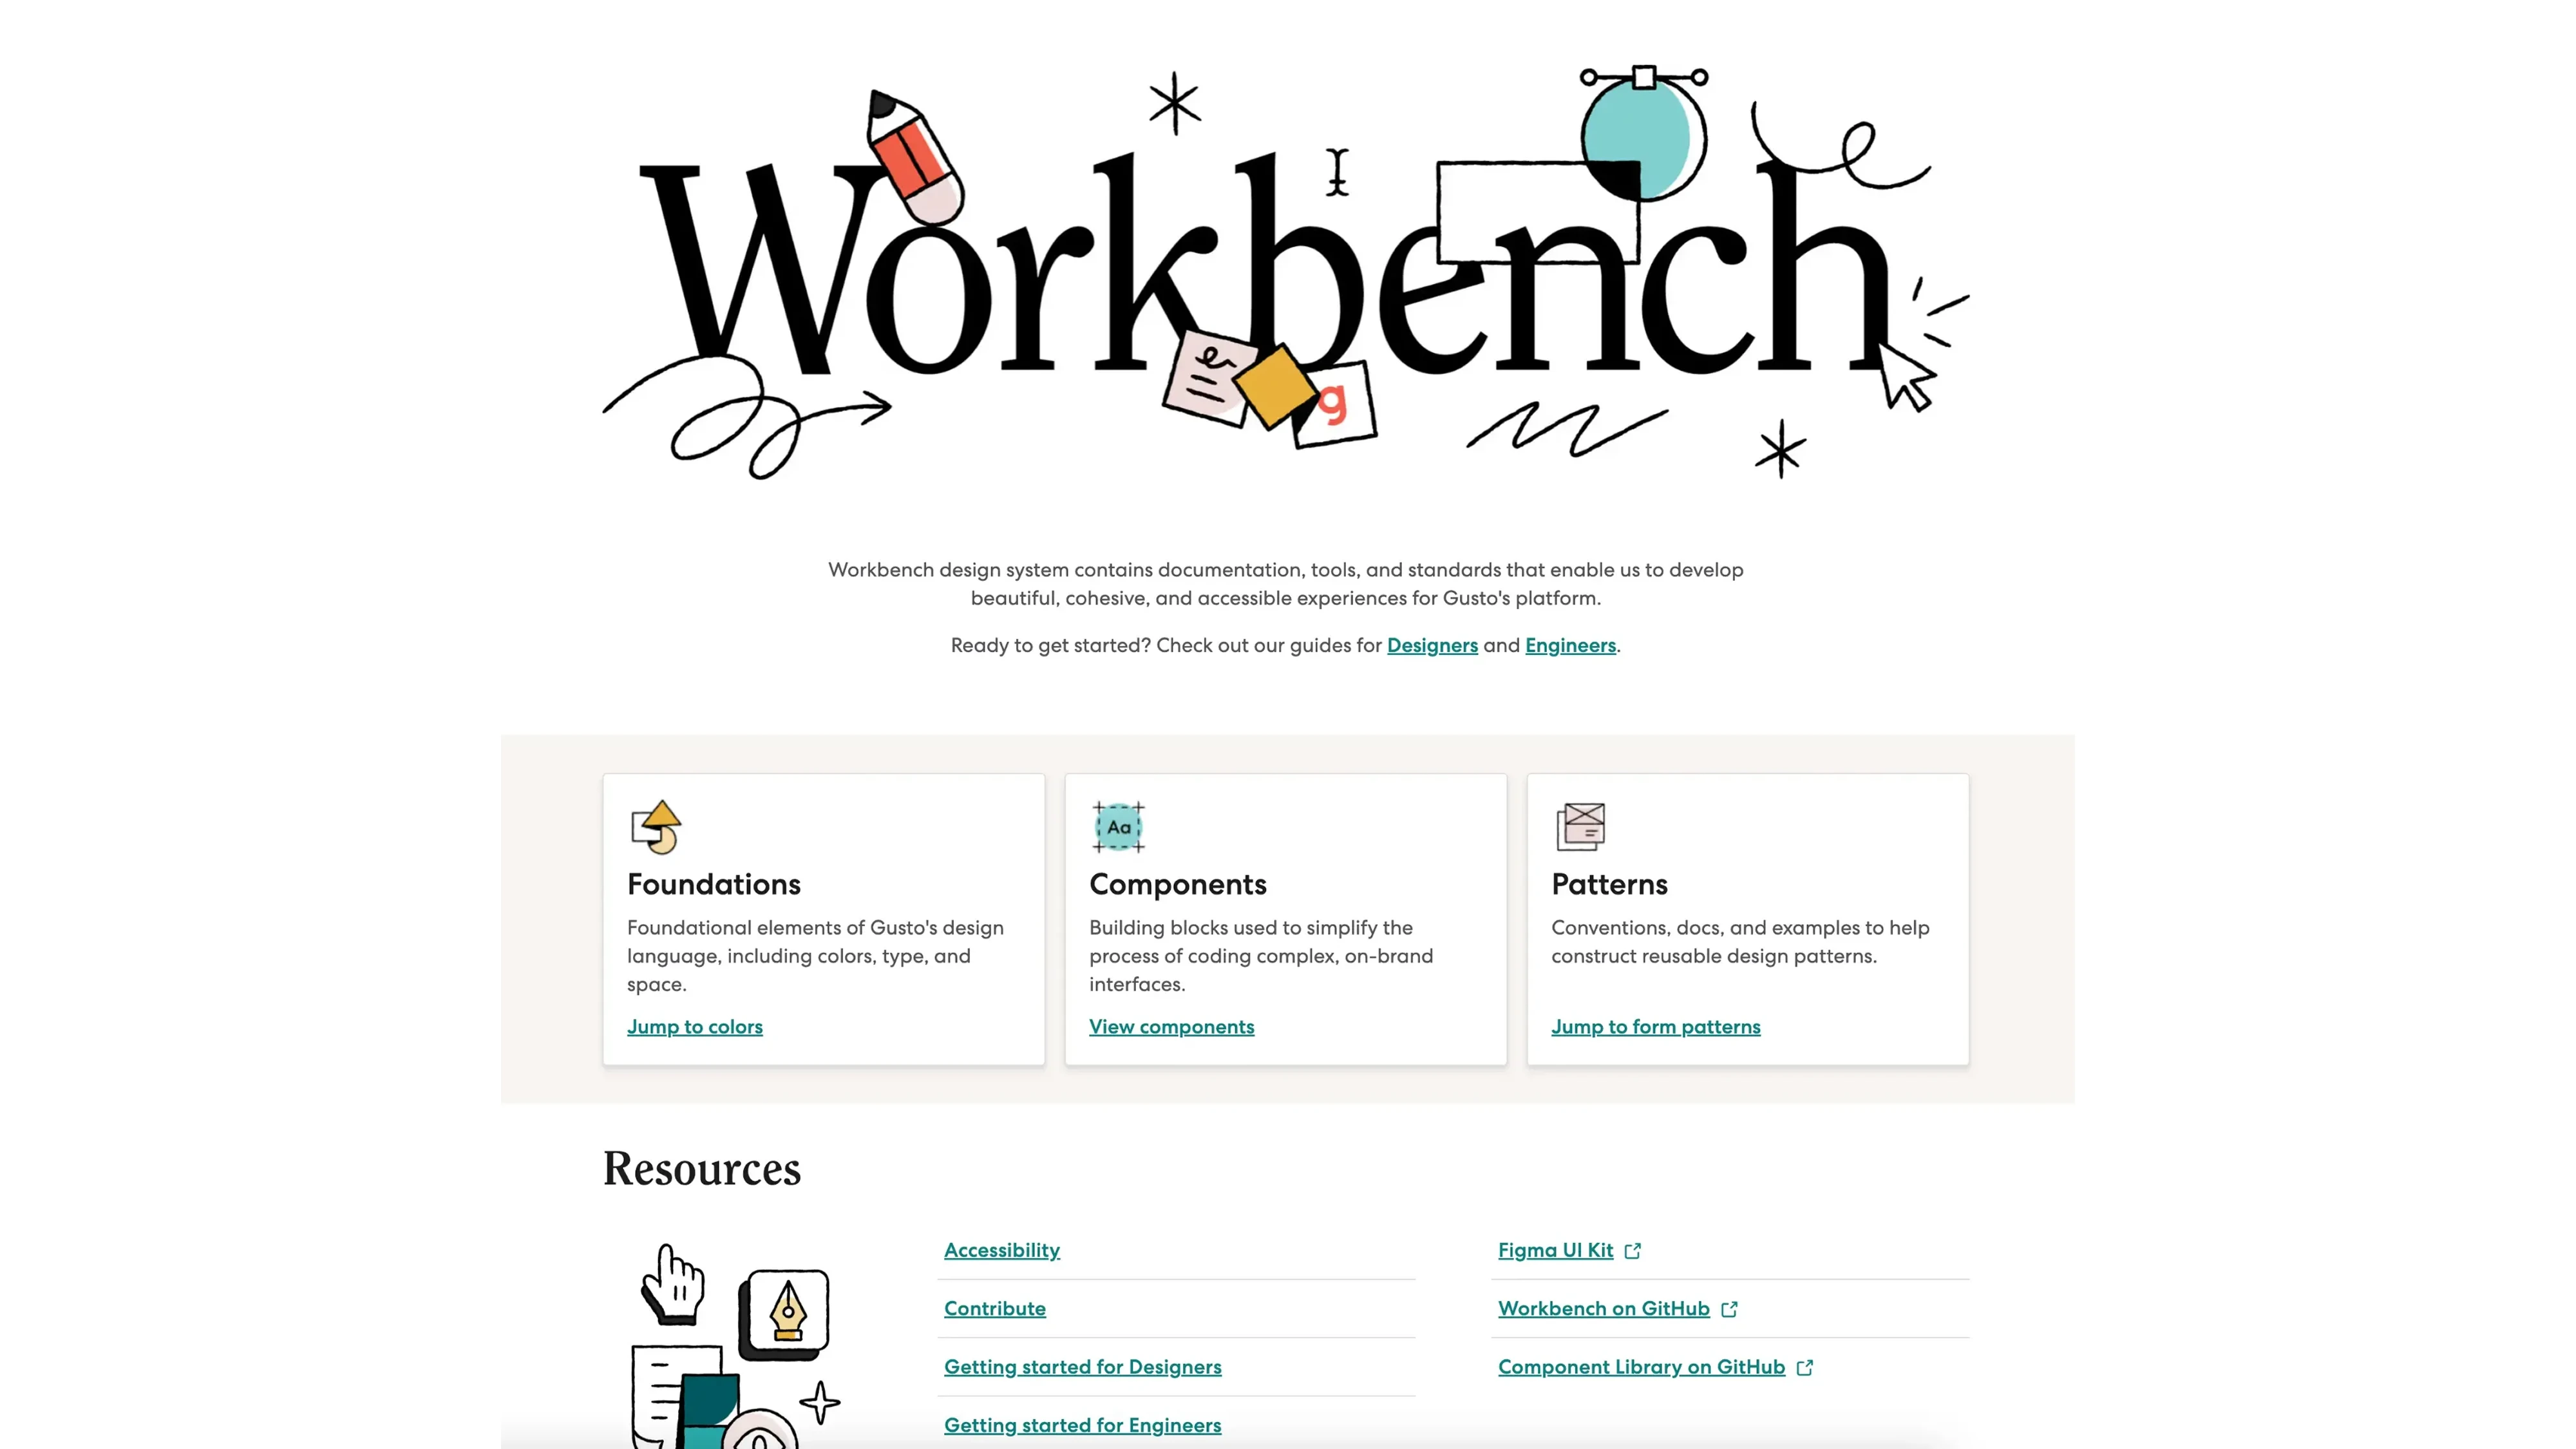 Workbench
g
Workbench design system contains documentation, tools, and standards that enable us to develop
beautiful, cohesive, and accessible experiences for Gusto's platform.
Ready to get started? Check out our guides for Designers and Engineers.
Foundations
Foundational elements of Gusto's design
language, including colors, type, and
space.
Jump to colors
Aa
Components
Building blocks used to simplify the
process of coding complex, on-brand
interfaces.
View components
Patterns
Conventions, docs, and examples to help
construct reusable design patterns.
Jump to form patterns
Resources
Accessibility
Contribute
Getting started for Designers
Getting started for Engineers
Figma UI Kit
Workbench on GitHub
Component Library on GitHub